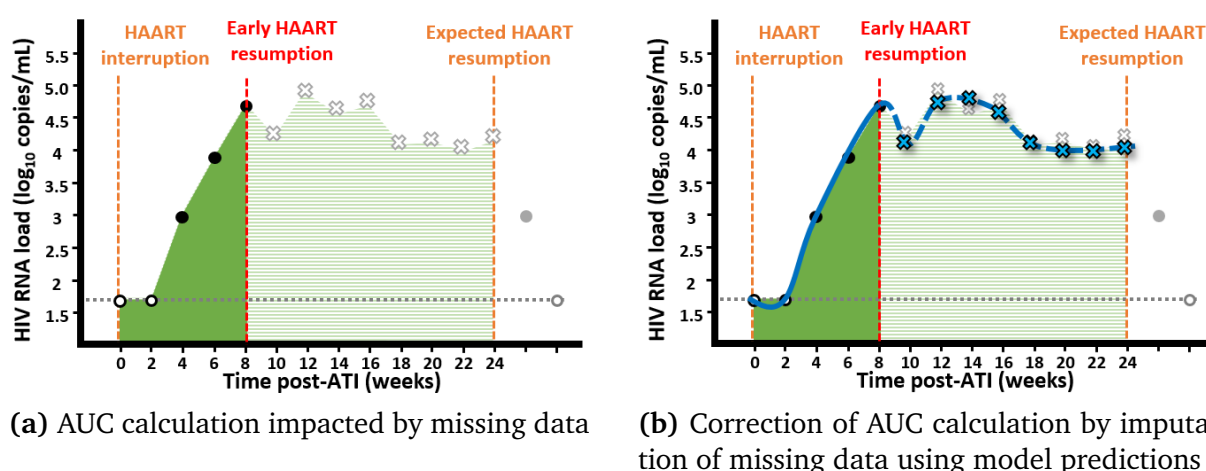 HAART
interruption
Early HAART
resumption
Expected HAART
resumption
HIV RNA load (log₁₀ copies/mL)
5.5
5.0
4.5
4
3.5
3
2.5
2
1.5
0 2 4 6 8 10 12 14 16 18 20 22 24
Time post-ATI (weeks)
(a) AUC calculation impacted by missing data
HAART
interruption
Early HAART
resumption
Expected HAART
resumption
HIV RNA load (log₁₀ copies/mL)
5.5
5.0
4.5
4
3.5
3
2.5
2
1.5
0 2 4 6 8 10 12 14 16 18 20 22 24
Time post-ATI (weeks)
(b) Correction of AUC calculation by imputa
tion of missing data using model predictions